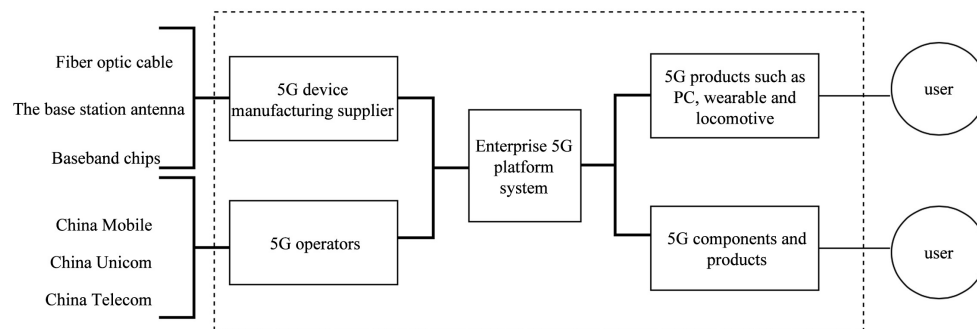 Fiber optic cable
The base station antenna
Baseband chips
China Mobile
China Unicom
China Telecom
5G device
manufacturing supplier
5G operators
Enterprise 5G
platform
system
5G products such as
PC, wearable and
locomotive
5G components and
products
user
user